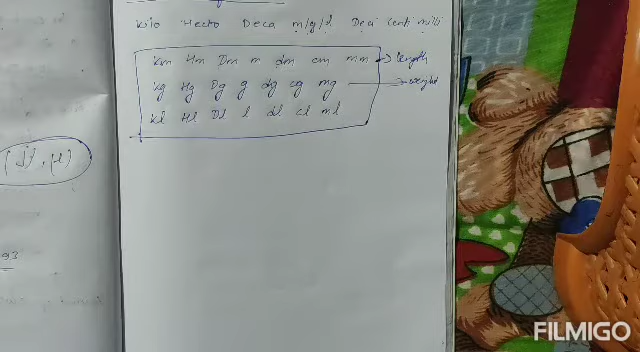 Kilo Hecto Deca m/g/l Deci Centi milli
Km Hm Dm m dm cm mm → length
Kg Hg Dg g dg cg mg → weight
Kl Hl Dl l dl cl ml
93
FILMIGO